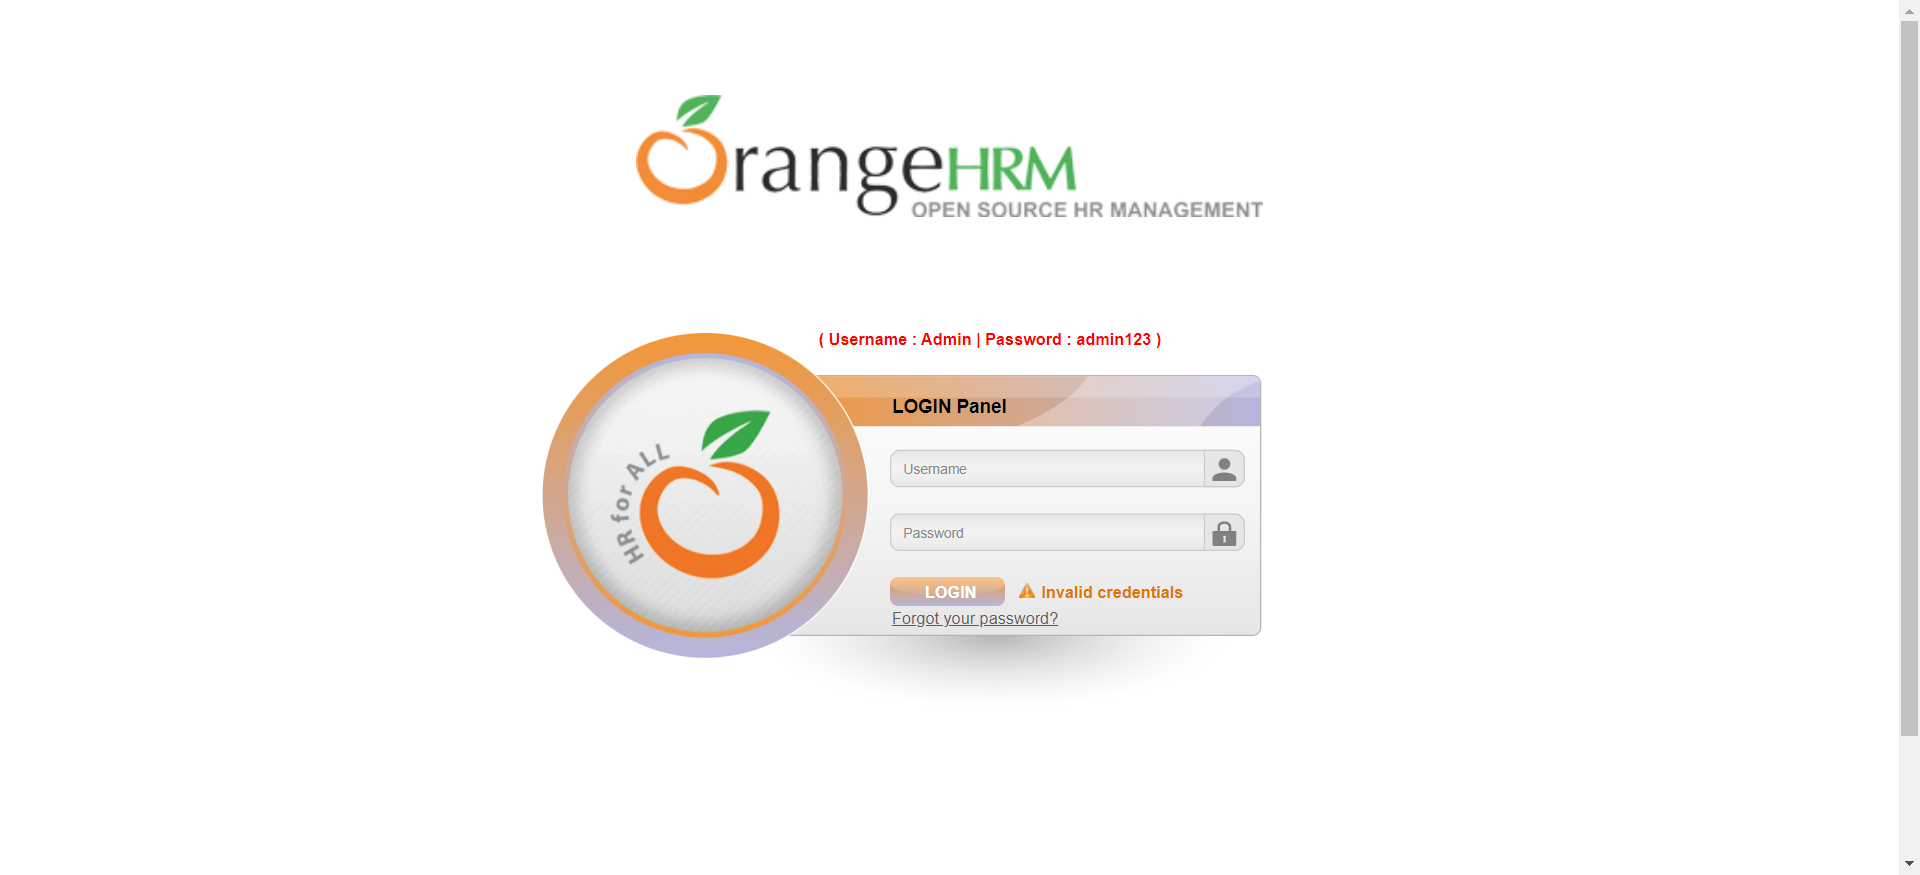 OrangeHRM
OPEN SOURCE HR MANAGEMENT
( Username : Admin | Password : admin123 )
HR for ALL
LOGIN Panel
Username
Password
LOGIN Invalid credentials
Forgot your password?